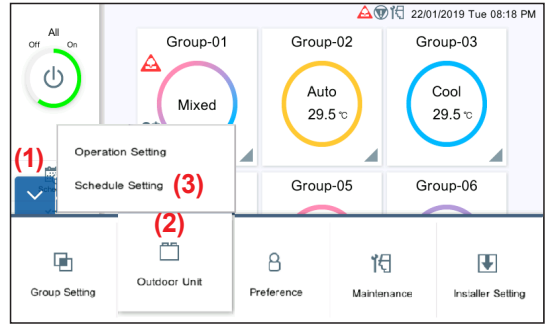 22/01/2019 Tue 08:18 PM
All
Off
On
Group-01
Group-02
Group-03
Mixed
Auto
29.5 ℃
Cool
29.5 ℃
Operation Setting
(1)
Schedule Setting (3)
Group-05
Group-06
(2)
Group Setting
Outdoor Unit
Preference
Maintenance
Installer Setting